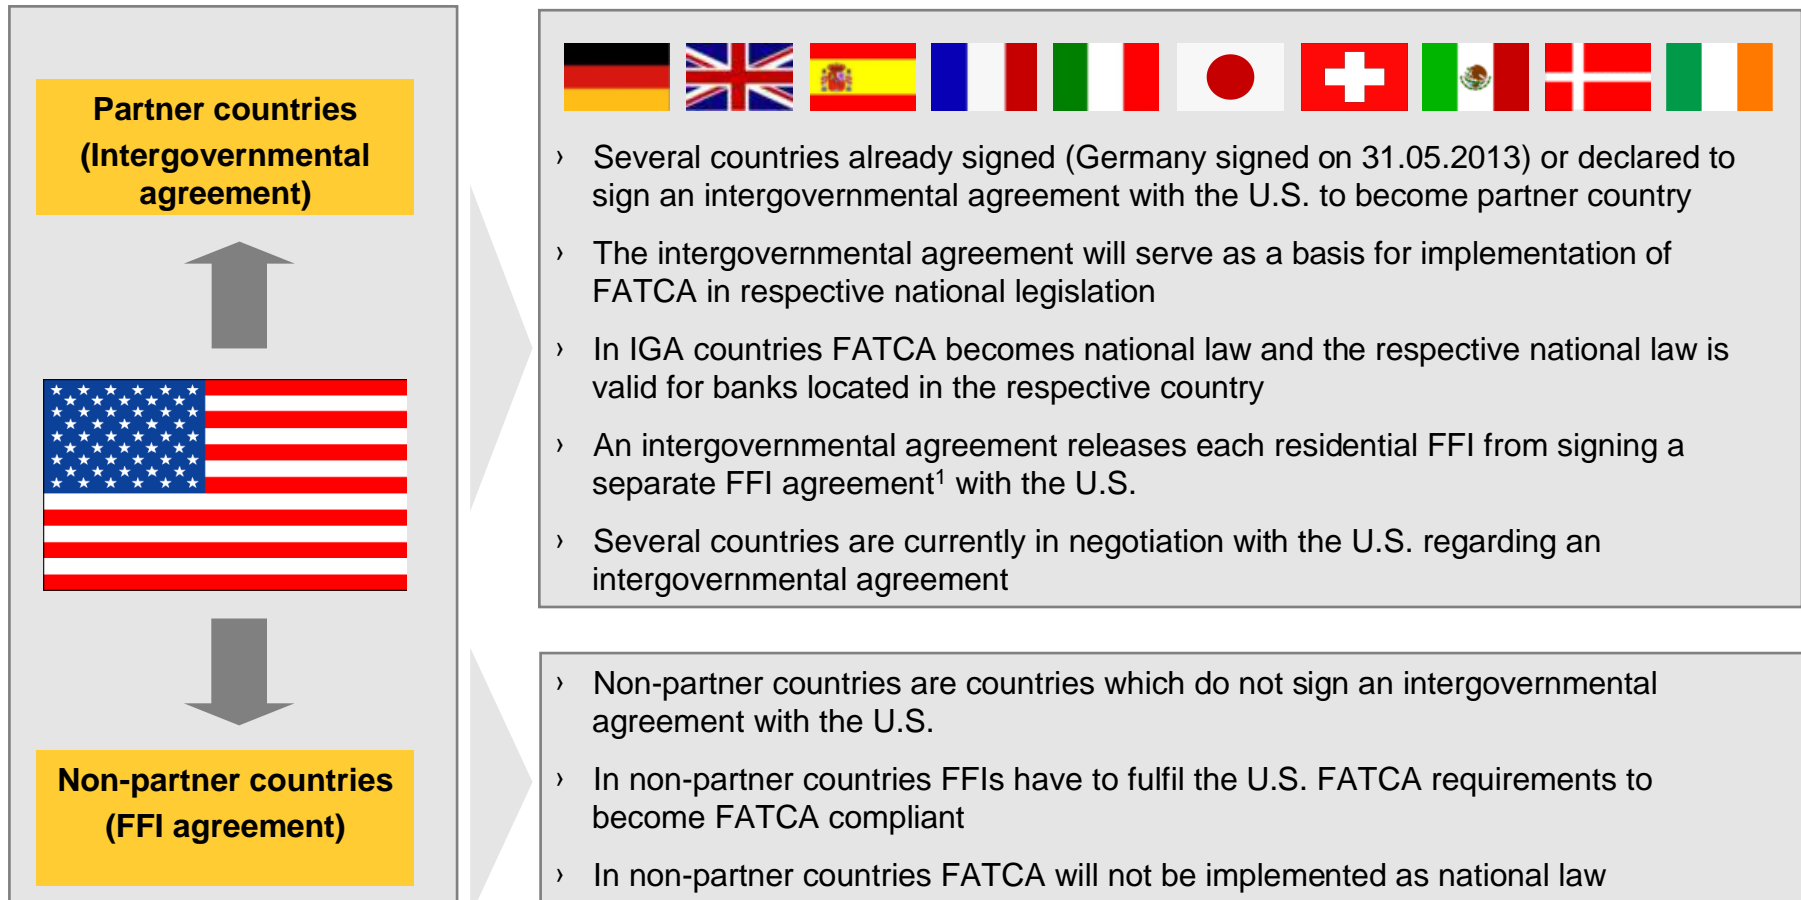 Partner countries
(Intergovernmental
agreement)
› Several countries already signed (Germany signed on 31.05.2013) or declared to
sign an intergovernmental agreement with the U.S. to become partner country
› The intergovernmental agreement will serve as a basis for implementation of
FATCA in respective national legislation
› In IGA countries FATCA becomes national law and the respective national law is
valid for banks located in the respective country
› An intergovernmental agreement releases each residential FFI from signing a
separate FFI agreement¹ with the U.S.
› Several countries are currently in negotiation with the U.S. regarding an
intergovernmental agreement
Non-partner countries
(FFI agreement)
› Non-partner countries are countries which do not sign an intergovernmental
agreement with the U.S.
› In non-partner countries FFIs have to fulfil the U.S. FATCA requirements to
become FATCA compliant
› In non-partner countries FATCA will not be implemented as national law